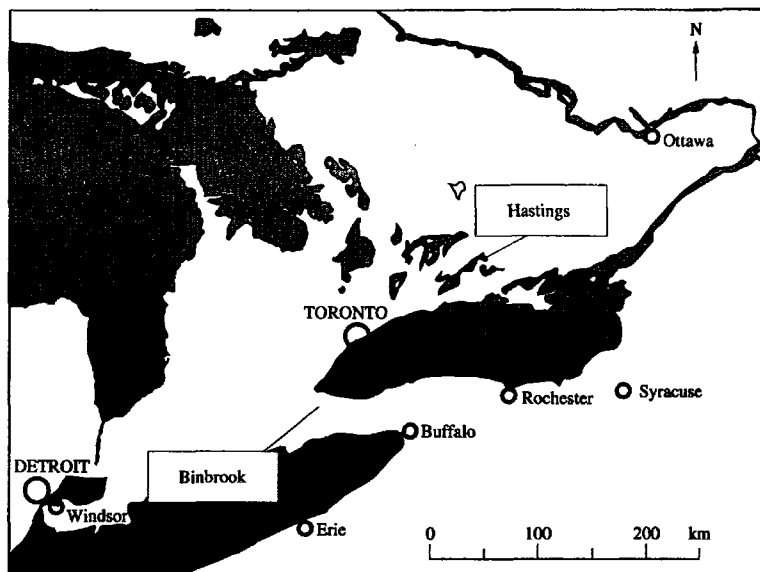 N
Ottawa
Hastings
TORONTO
Rochester
Syracuse
Buffalo
DETROIT
Binbrook
Windsor
Erie
0 100 200 km